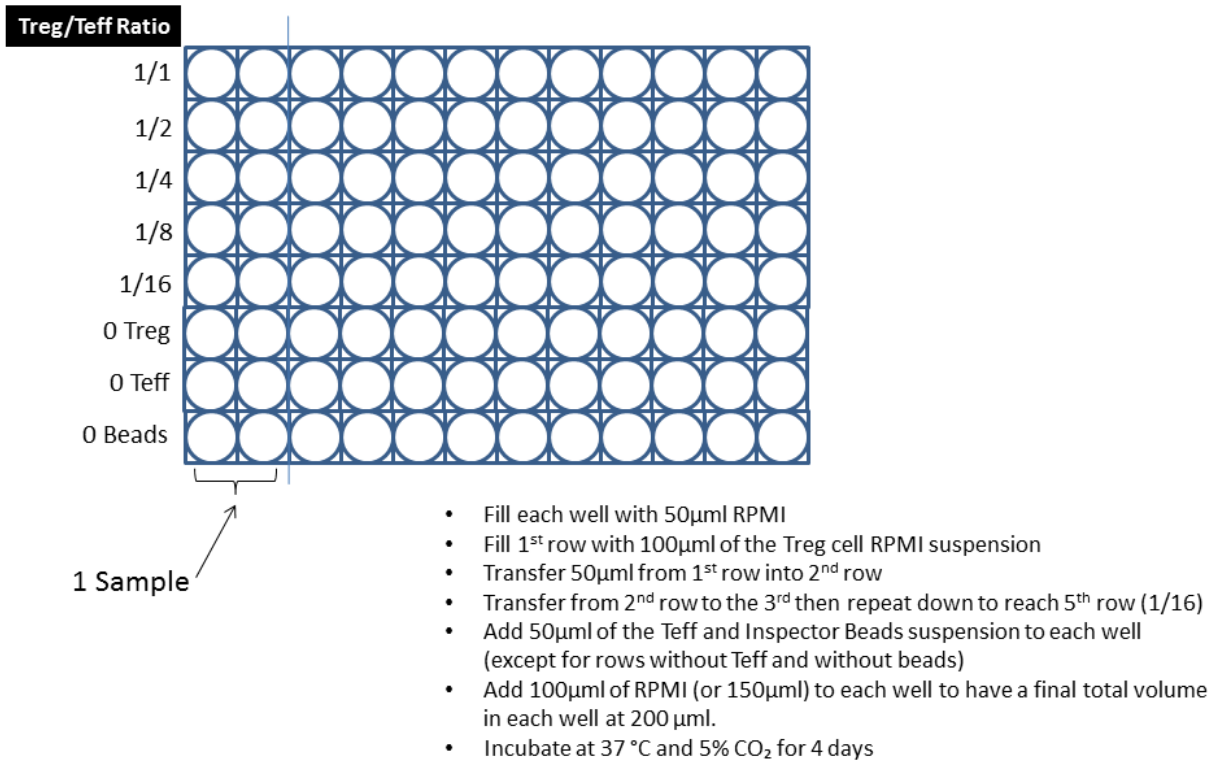 Treg/Teff Ratio
1/1
1/2
1/4
1/8
1/16
0 Treg
0 Teff
0 Beads
1 Sample
• Fill each well with 50µml RPMI
• Fill 1st row with 100µml of the Treg cell RPMI suspension
• Transfer 50µml from 1st row into 2nd row
• Transfer from 2nd row to the 3rd then repeat down to reach 5th row (1/16)
• Add 50µml of the Teff and Inspector Beads suspension to each well
(except for rows without Teff and without beads)
• Add 100µml of RPMI (or 150µml) to each well to have a final total volume
in each well at 200 µml.
• Incubate at 37 °C and 5% CO₂ for 4 days